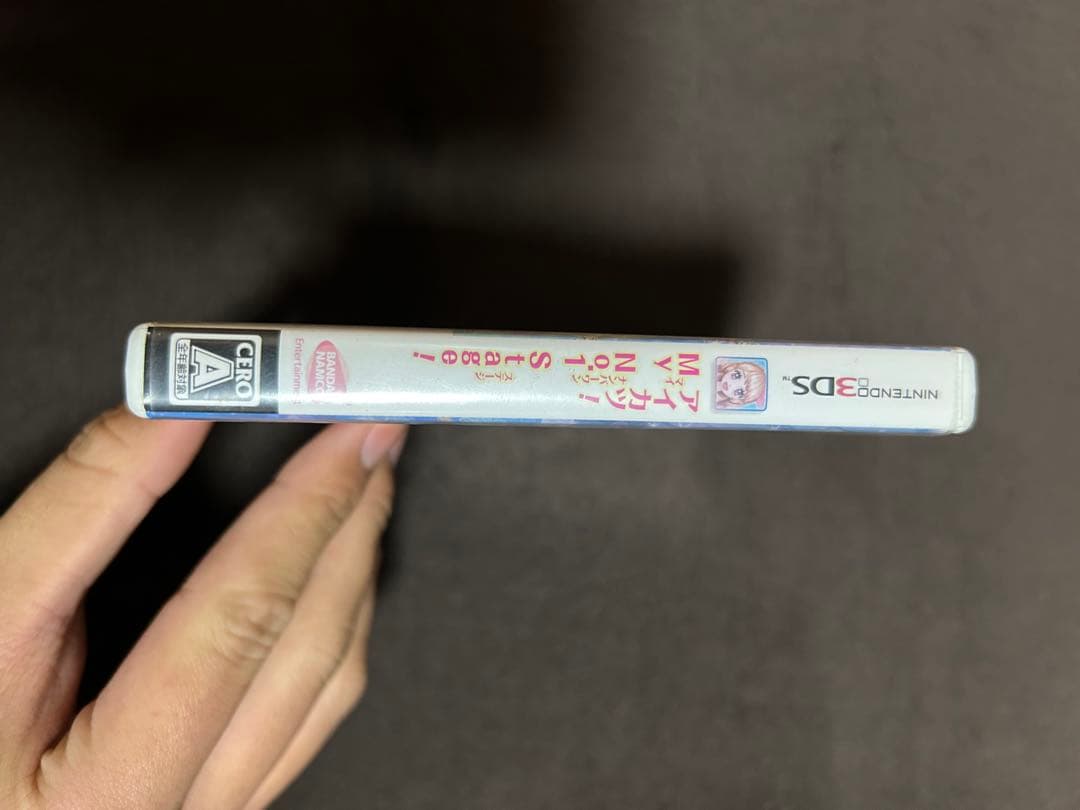 NINTENDO
3DS™
アイカツ!
マイ ナンバーワン ステージ
My No.1 Stage!
BANDAI
NAMCO
Entertainment
CERO
A
全年齢対象